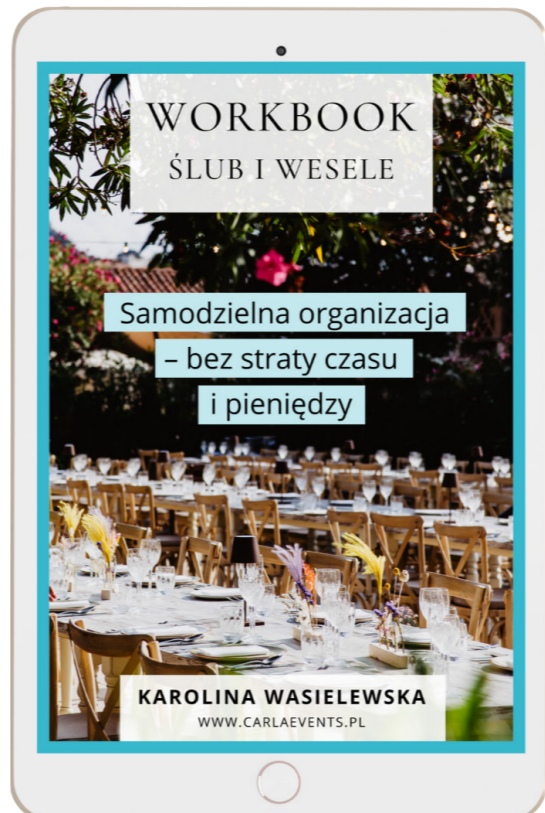 WORKBOOK
ŚLUB I WESELE
Samodzielna organizacja
– bez straty czasu
i pieniędzy
KAROLINA WASIELEWSKA
WWW.CARLAEVENTS.PL